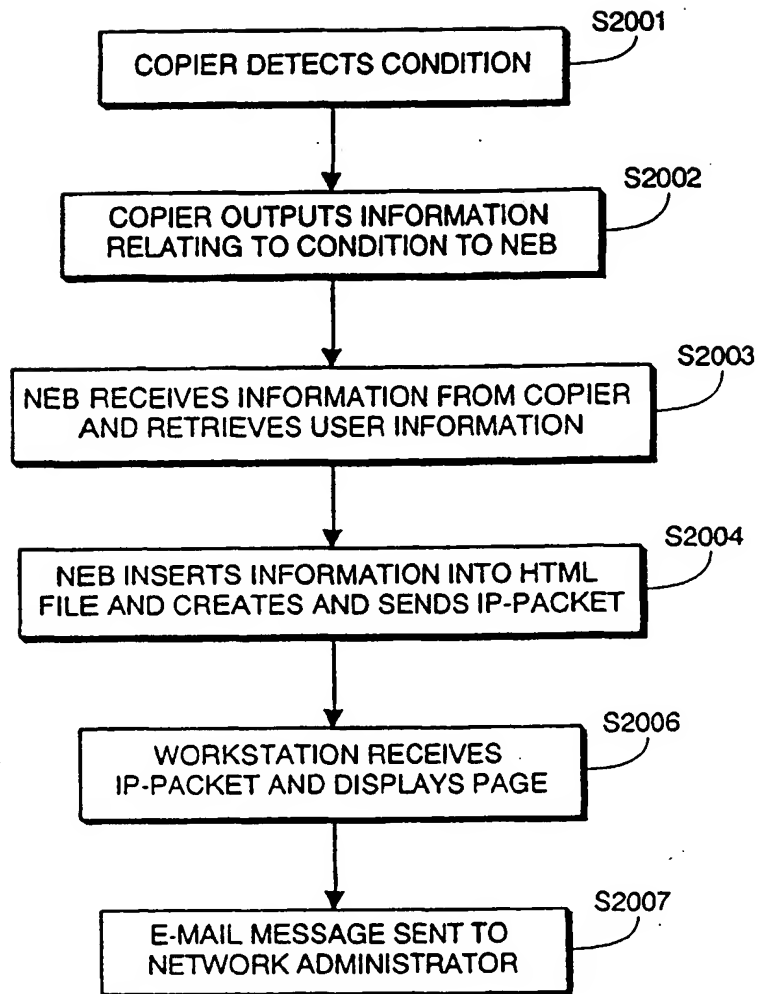 S2001
COPIER DETECTS CONDITION
S2002
COPIER OUTPUTS INFORMATION
RELATING TO CONDITION TO NEB
S2003
NEB RECEIVES INFORMATION FROM COPIER
AND RETRIEVES USER INFORMATION
S2004
NEB INSERTS INFORMATION INTO HTML
FILE AND CREATES AND SENDS IP-PACKET
S2006
WORKSTATION RECEIVES
IP-PACKET AND DISPLAYS PAGE
S2007
E-MAIL MESSAGE SENT TO
NETWORK ADMINISTRATOR